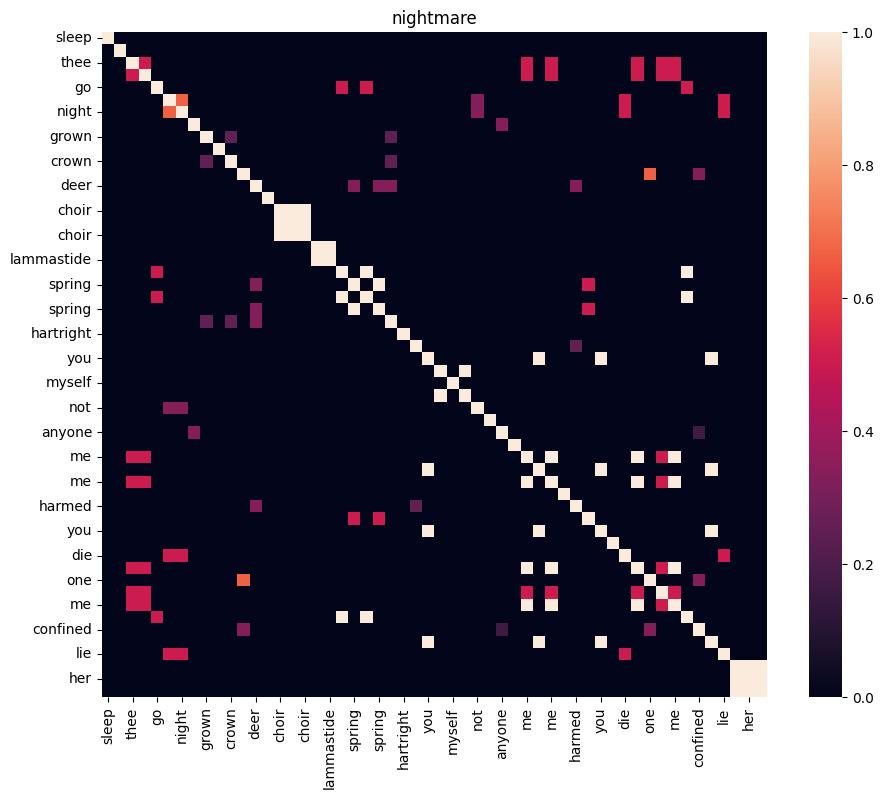 nightmare
sleep
thee
go
night
grown
crown
deer
choir
choir
lammastide
spring
spring
hartright
you
myself
not
anyone
me
me
harmed
you
die
one
me
confined
lie
her
1.0
0.8
0.6
0.4
0.2
0.0
sleep
thee
go
night
grown
crown
deer
choir
choir
lammastide
spring
spring
hartright
you
myself
not
anyone
me
me
harmed
you
die
one
me
confined
lie
her